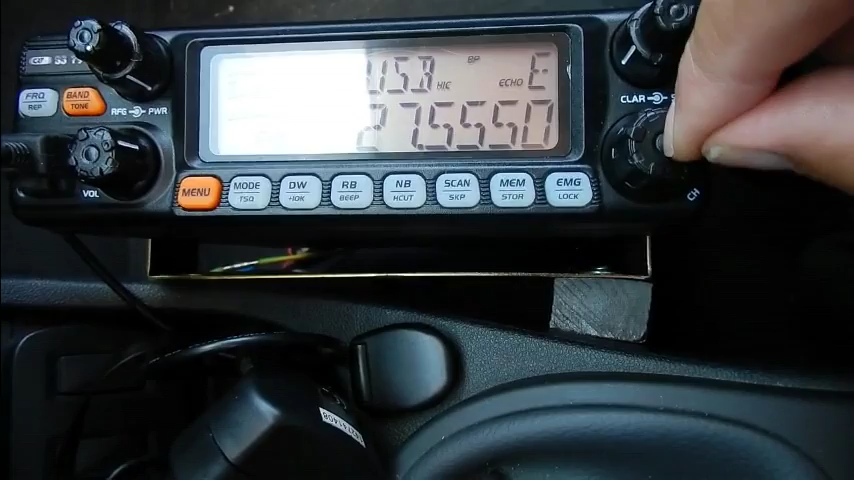 FRQ
REP
BAND
TONE
RFG PWR
VOL
MENU
153
HIC
BP
ECHO E
27.5550
CLAR
CH
MODE
TSQ
DW
+10K
RB
BEEP
NB
HCUT
SCAN
SKP
MEM
STOR
EMG
LOCK